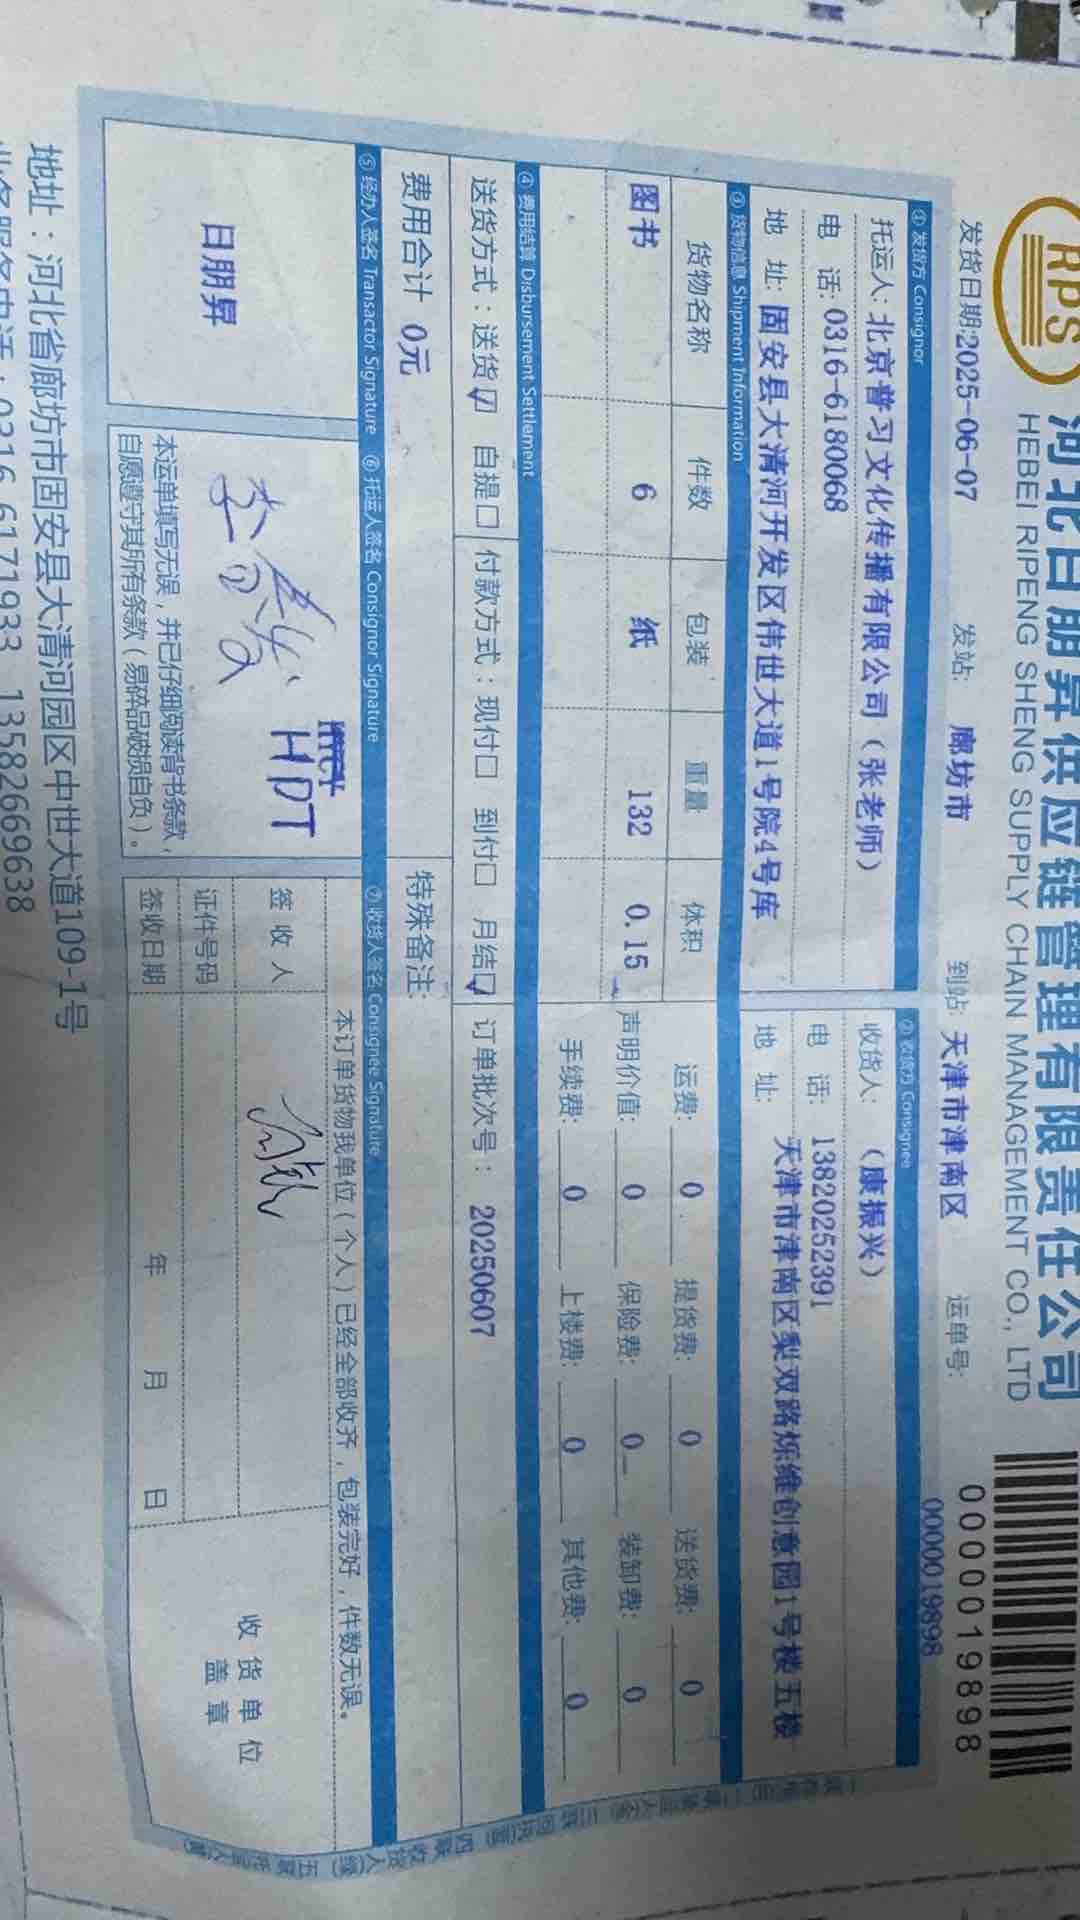 RPS
河北日朋昇供应链管理有限责任公司
HEBEI RIPENG SHENG SUPPLY CHAIN MANAGEMENT CO., LTD
0000019898
发货日期:2025-06-07 发站: 廊坊市 到站: 天津市津南区 运单号: 0000019898
① 发货方 Consignor ② 收货方 Consignee
托运人: 北京普习文化传播有限公司 (张老师) 收货人: (康振兴)
电 话: 0316-6180068 电 话: 13820252391
地 址: 固安县大清河开发区伟世大道1号院4号库 地 址: 天津市津南区梨双路烁维创意园1号楼五楼
③ 货物信息 Shipment Information
货物名称 件数 包装 重量 体积 运费: 0 提货费: 0 送货费: 0
图书 6 纸 132 0.15 声明价值: 0 保险费: 0 装卸费: 0
手续费: 0 上楼费: 0 其他费: 0
④ 费用结算 Disbursement Settlement
送货方式：送货☑ 自提□ 付款方式：现付□ 到付□ 月结☑ 订单批次号： 20250607
费用合计 0元 特殊备注:
⑤ 经办人签名 Transactor Signature ⑥ 托运人签名 Consignor Signature ⑦ 收货人签名 Consignee Signature
日朋昇
HDT
本运单填写无误，并已仔细阅读背书条款，
自愿遵守其所有条款（易碎品破损自负）。
本订单货物我单位（个人）已经全部收齐，包装完好，件数无误。
签 收 人
证件号码
签收日期 年 月 日
收 货 单 位
盖 章
地址：河北省廊坊市固安县大清河园区中世大道109-1号
业务服务电话：0316-6171933 13582669638